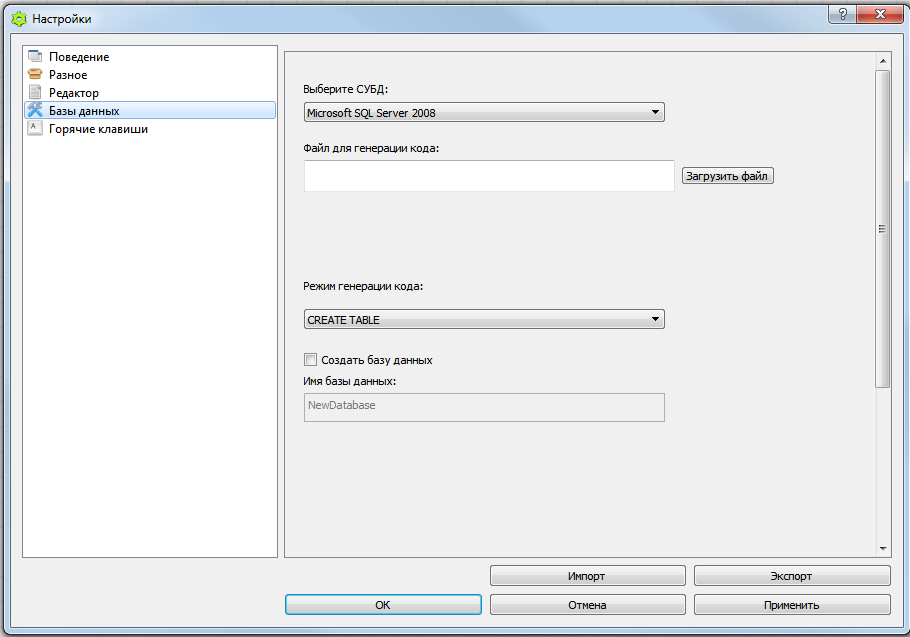 Настройки
?
Поведение
Разное
Редактор
Базы данных
A
Горячие клавиши
Выберите СУБД:
Microsoft SQL Server 2008
Файл для генерации кода:
Загрузить файл
Режим генерации кода:
CREATE TABLE
Создать базу данных
Имя базы данных:
NewDatabase
Импорт
Экспорт
OK
Отмена
Применить